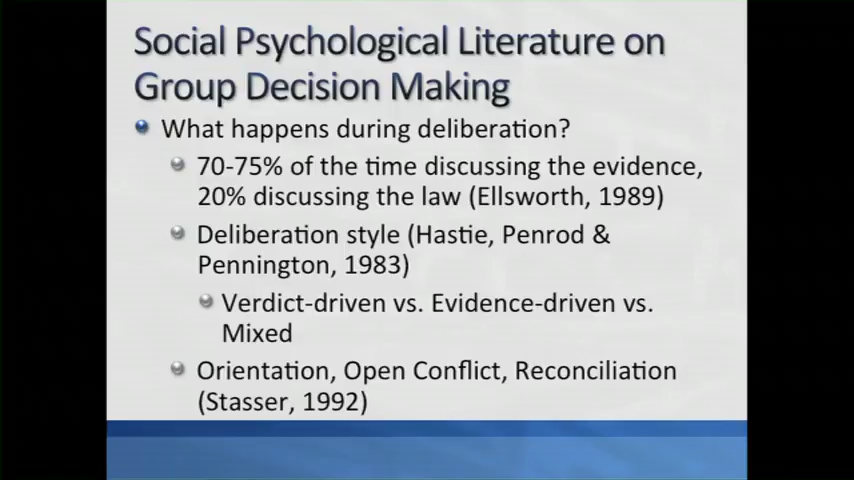 Social Psychological Literature on
Group Decision Making
What happens during deliberation?
70-75% of the time discussing the evidence,
20% discussing the law (Ellsworth, 1989)
Deliberation style (Hastie, Penrod &
Pennington, 1983)
Verdict-driven vs. Evidence-driven vs.
Mixed
Orientation, Open Conflict, Reconciliation
(Stasser, 1992)